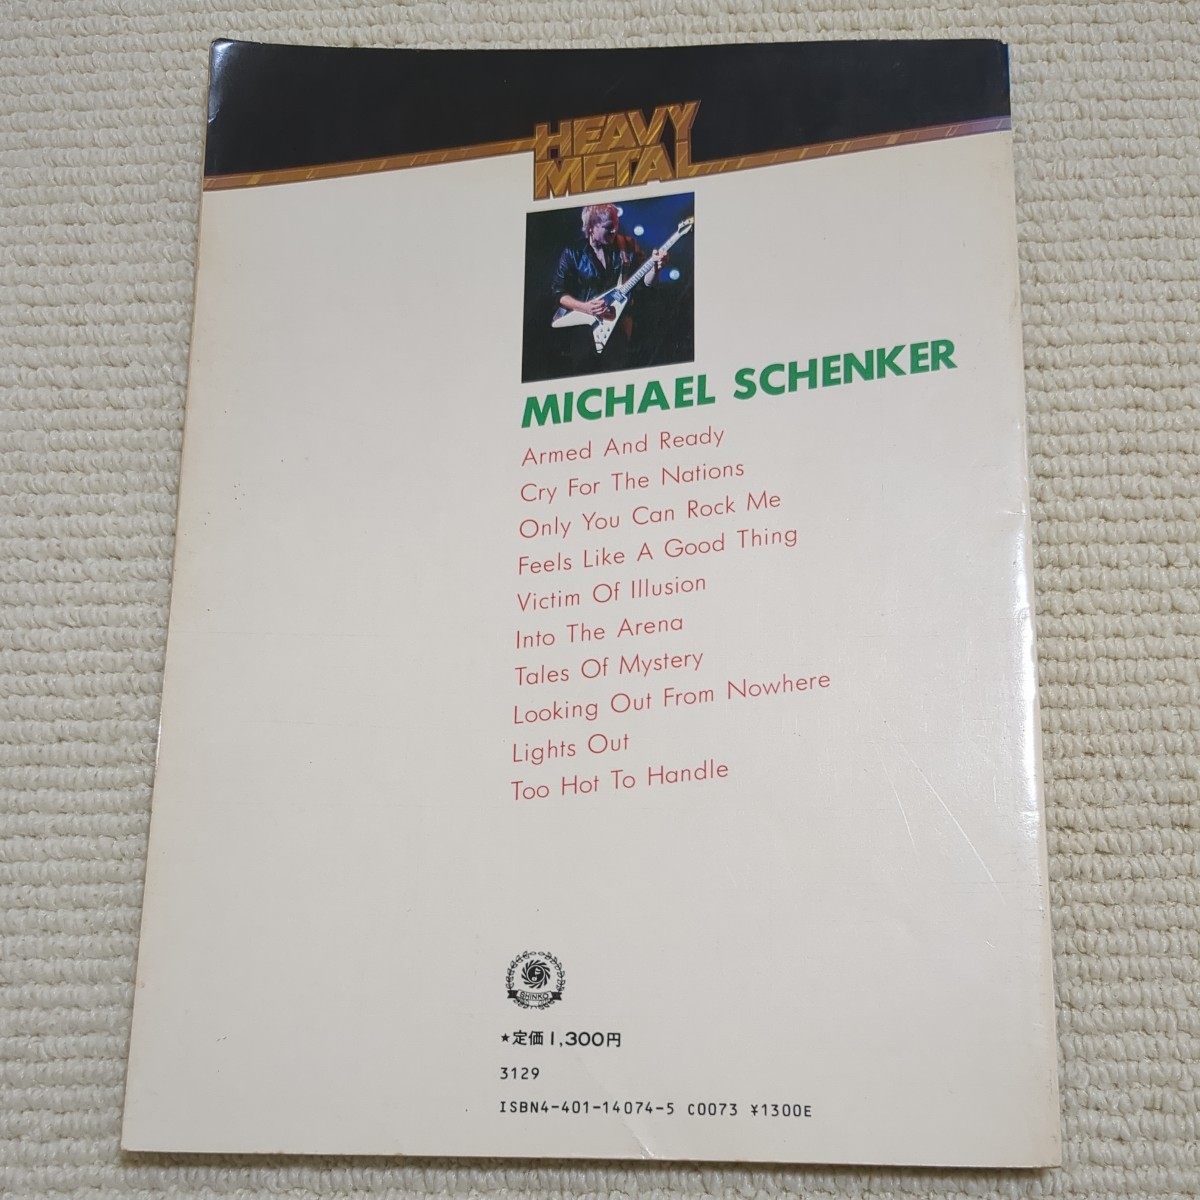 HEAVY
METAL
MICHAEL SCHENKER
Armed And Ready
Cry For The Nations
Only You Can Rock Me
Feels Like A Good Thing
Victim Of Illusion
Into The Arena
Tales Of Mystery
Looking Out From Nowhere
Lights Out
Too Hot To Handle
SHINKO
★定価1,300円
3129
ISBN4-401-14074-5 C0073 ¥1300E